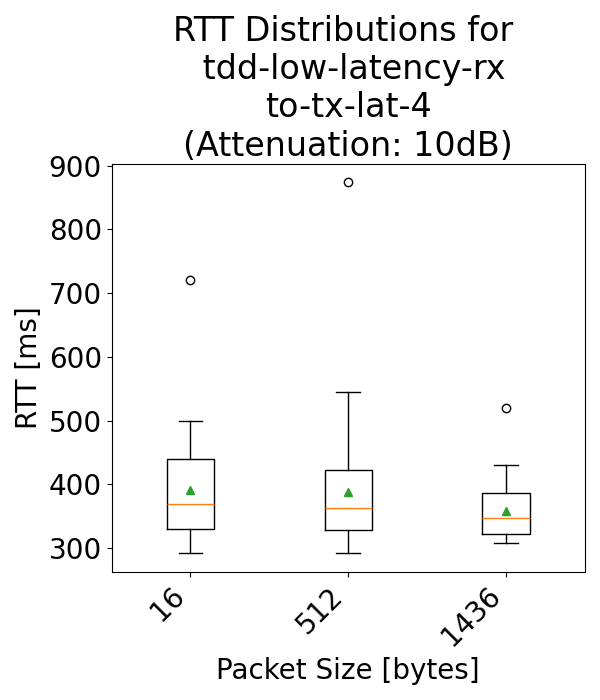 RTT Distributions for
tdd-low-latency-rx
to-tx-lat-4
(Attenuation: 10dB)
900
800
700
600
500
400
300
RTT [ms]
16
512
1436
Packet Size [bytes]